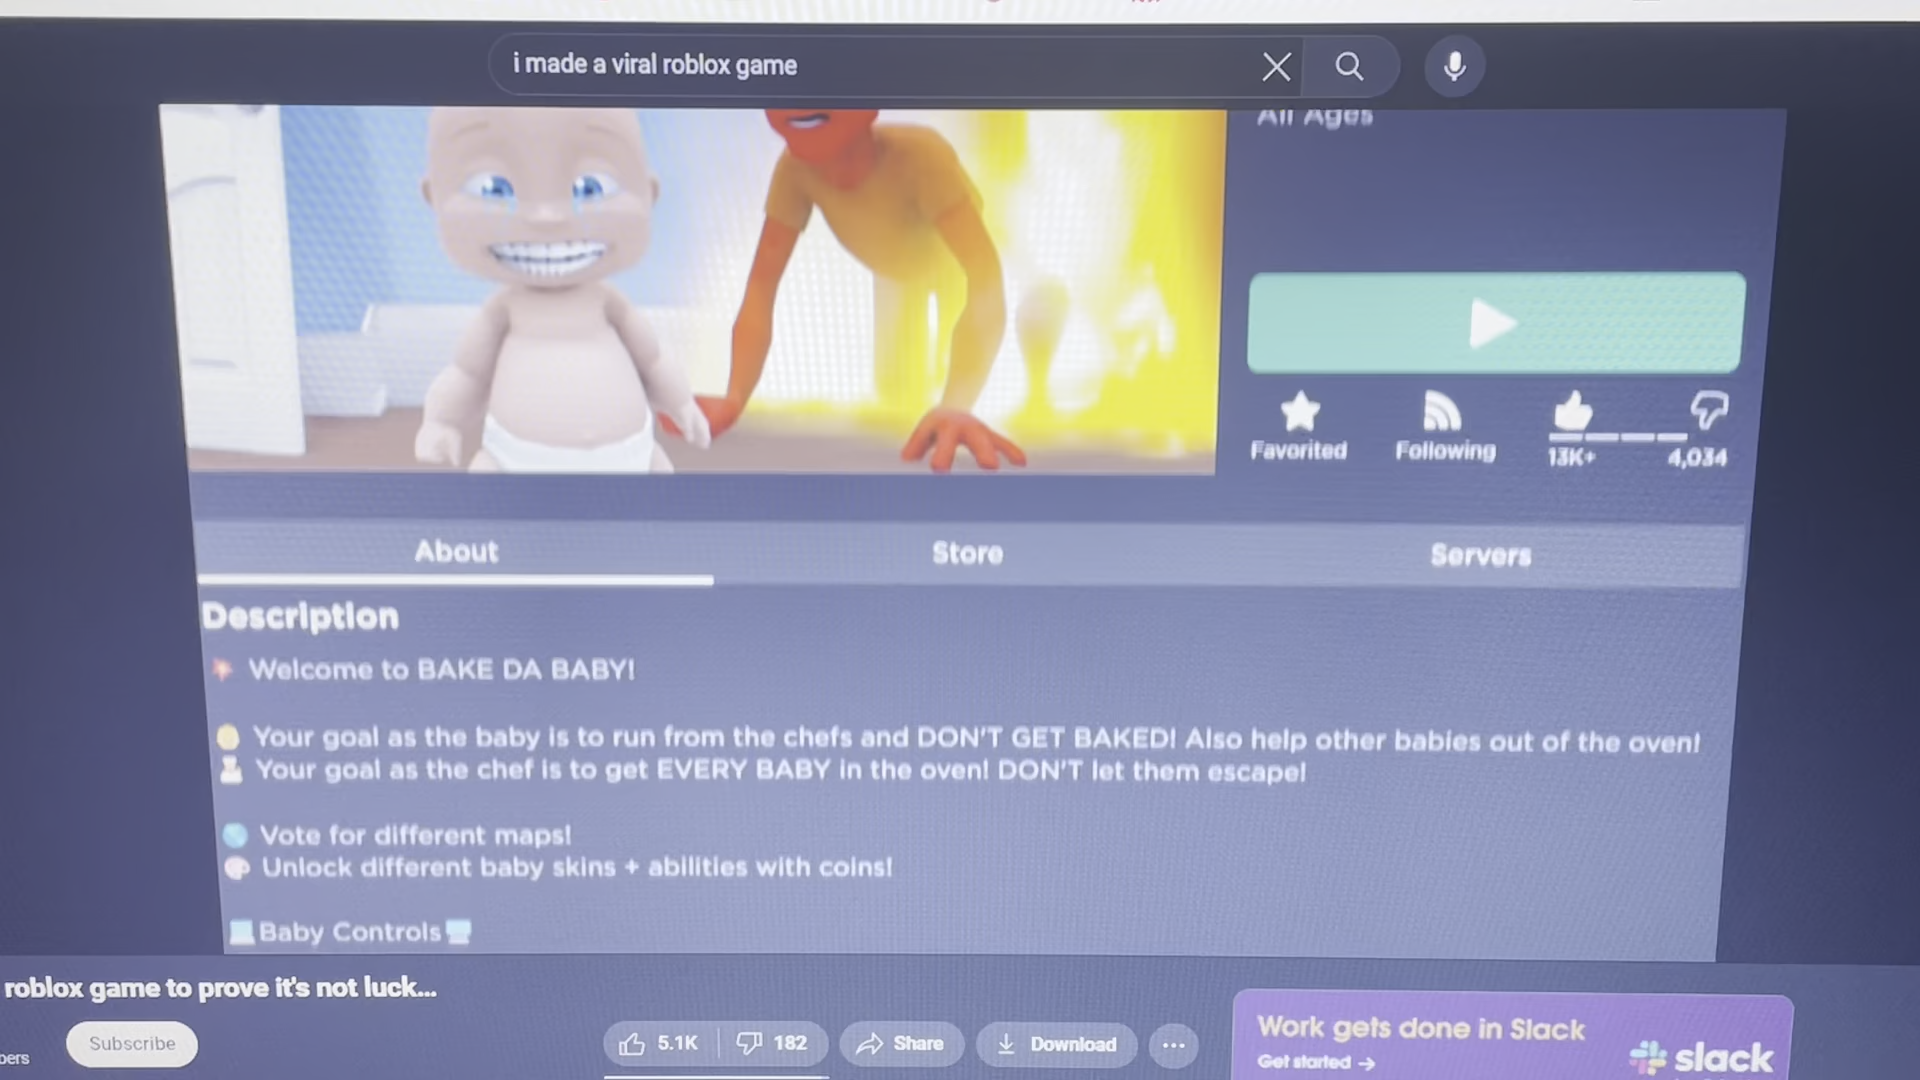 i made a viral roblox game
All Ages
Favorited
Following
13K+
4,034
About
Store
Servers
Description
Welcome to BAKE DA BABY!
Your goal as the baby is to run from the chefs and DON'T GET BAKED! Also help other babies out of the oven!
Your goal as the chef is to get EVERY BABY in the oven! DON'T let them escape!
Vote for different maps!
Unlock different baby skins + abilities with coins!
Baby Controls
roblox game to prove it's not luck...
Subscribe
5.1K
182
Share
Download
Work gets done in Slack
Get started →
slack